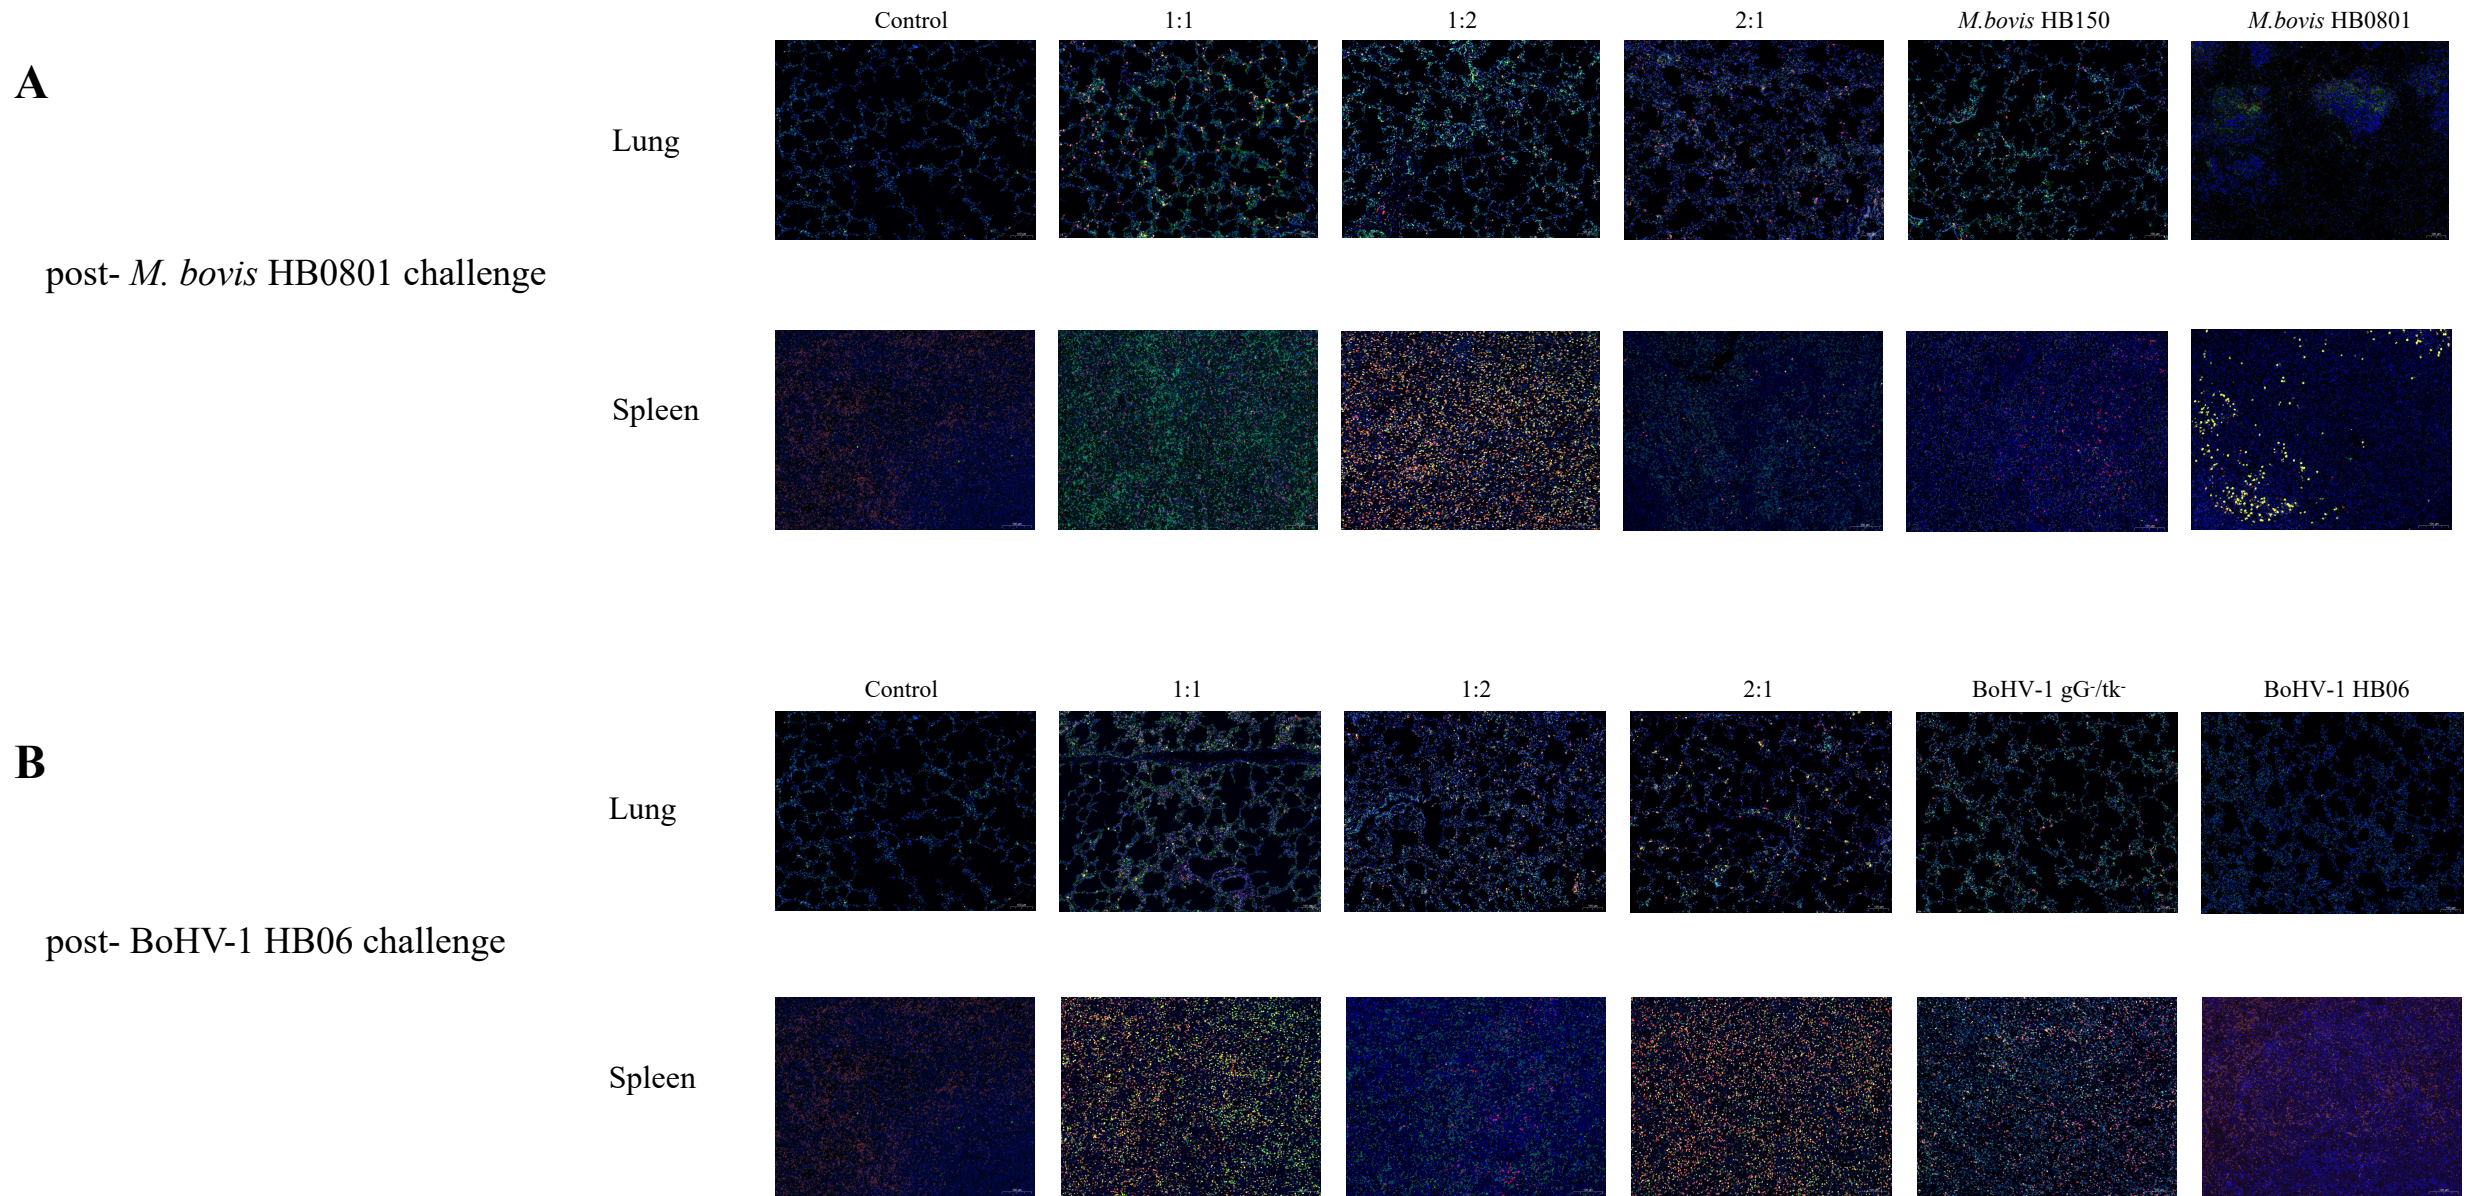 Control 1:1 1:2 2:1 M.bovis HB150 M.bovis HB0801
A
Lung
post- M. bovis HB0801 challenge
Spleen
Control 1:1 1:2 2:1 BoHV-1 gG-/tk- BoHV-1 HB06
B
Lung
post- BoHV-1 HB06 challenge
Spleen